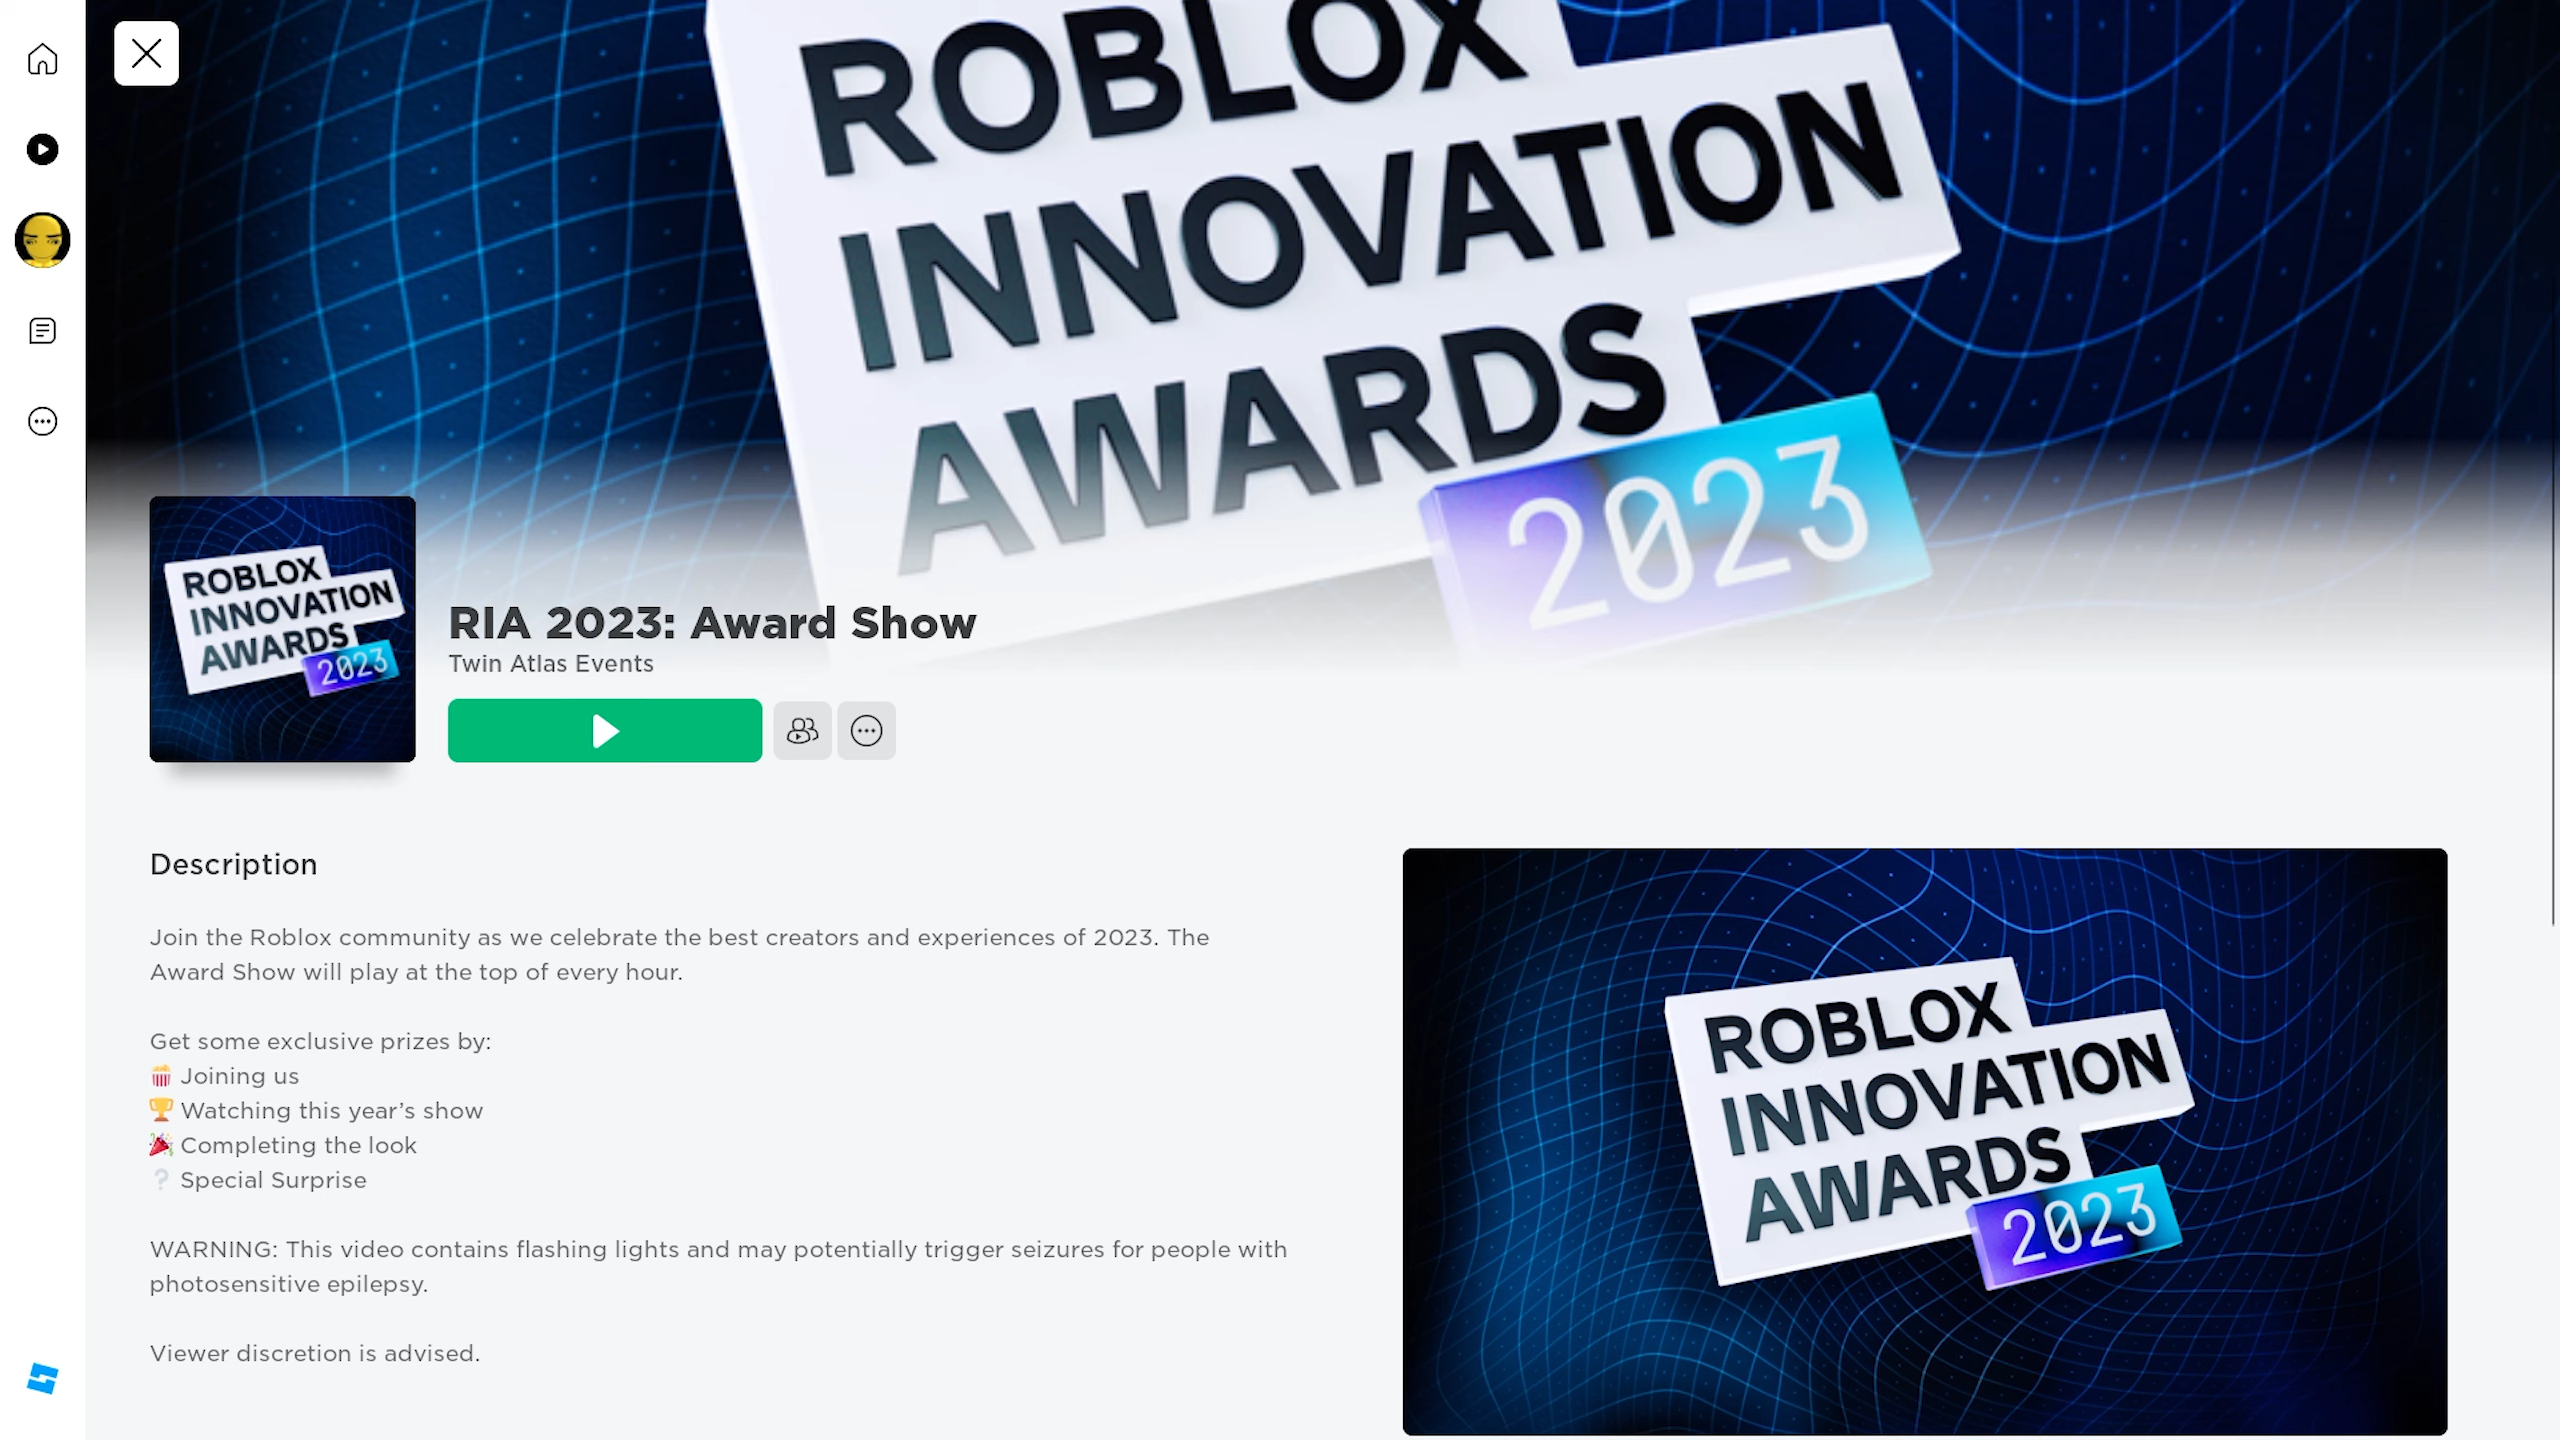 ROBLOX
INNOVATION
AWARDS
2023
ROBLOX
INNOVATION
AWARDS
2023
RIA 2023: Award Show
Twin Atlas Events
Description
Join the Roblox community as we celebrate the best creators and experiences of 2023. The
Award Show will play at the top of every hour.
Get some exclusive prizes by:
🍿 Joining us
🏆 Watching this year’s show
🎉 Completing the look
❔ Special Surprise
WARNING: This video contains flashing lights and may potentially trigger seizures for people with
photosensitive epilepsy.
Viewer discretion is advised.
ROBLOX
INNOVATION
AWARDS
2023